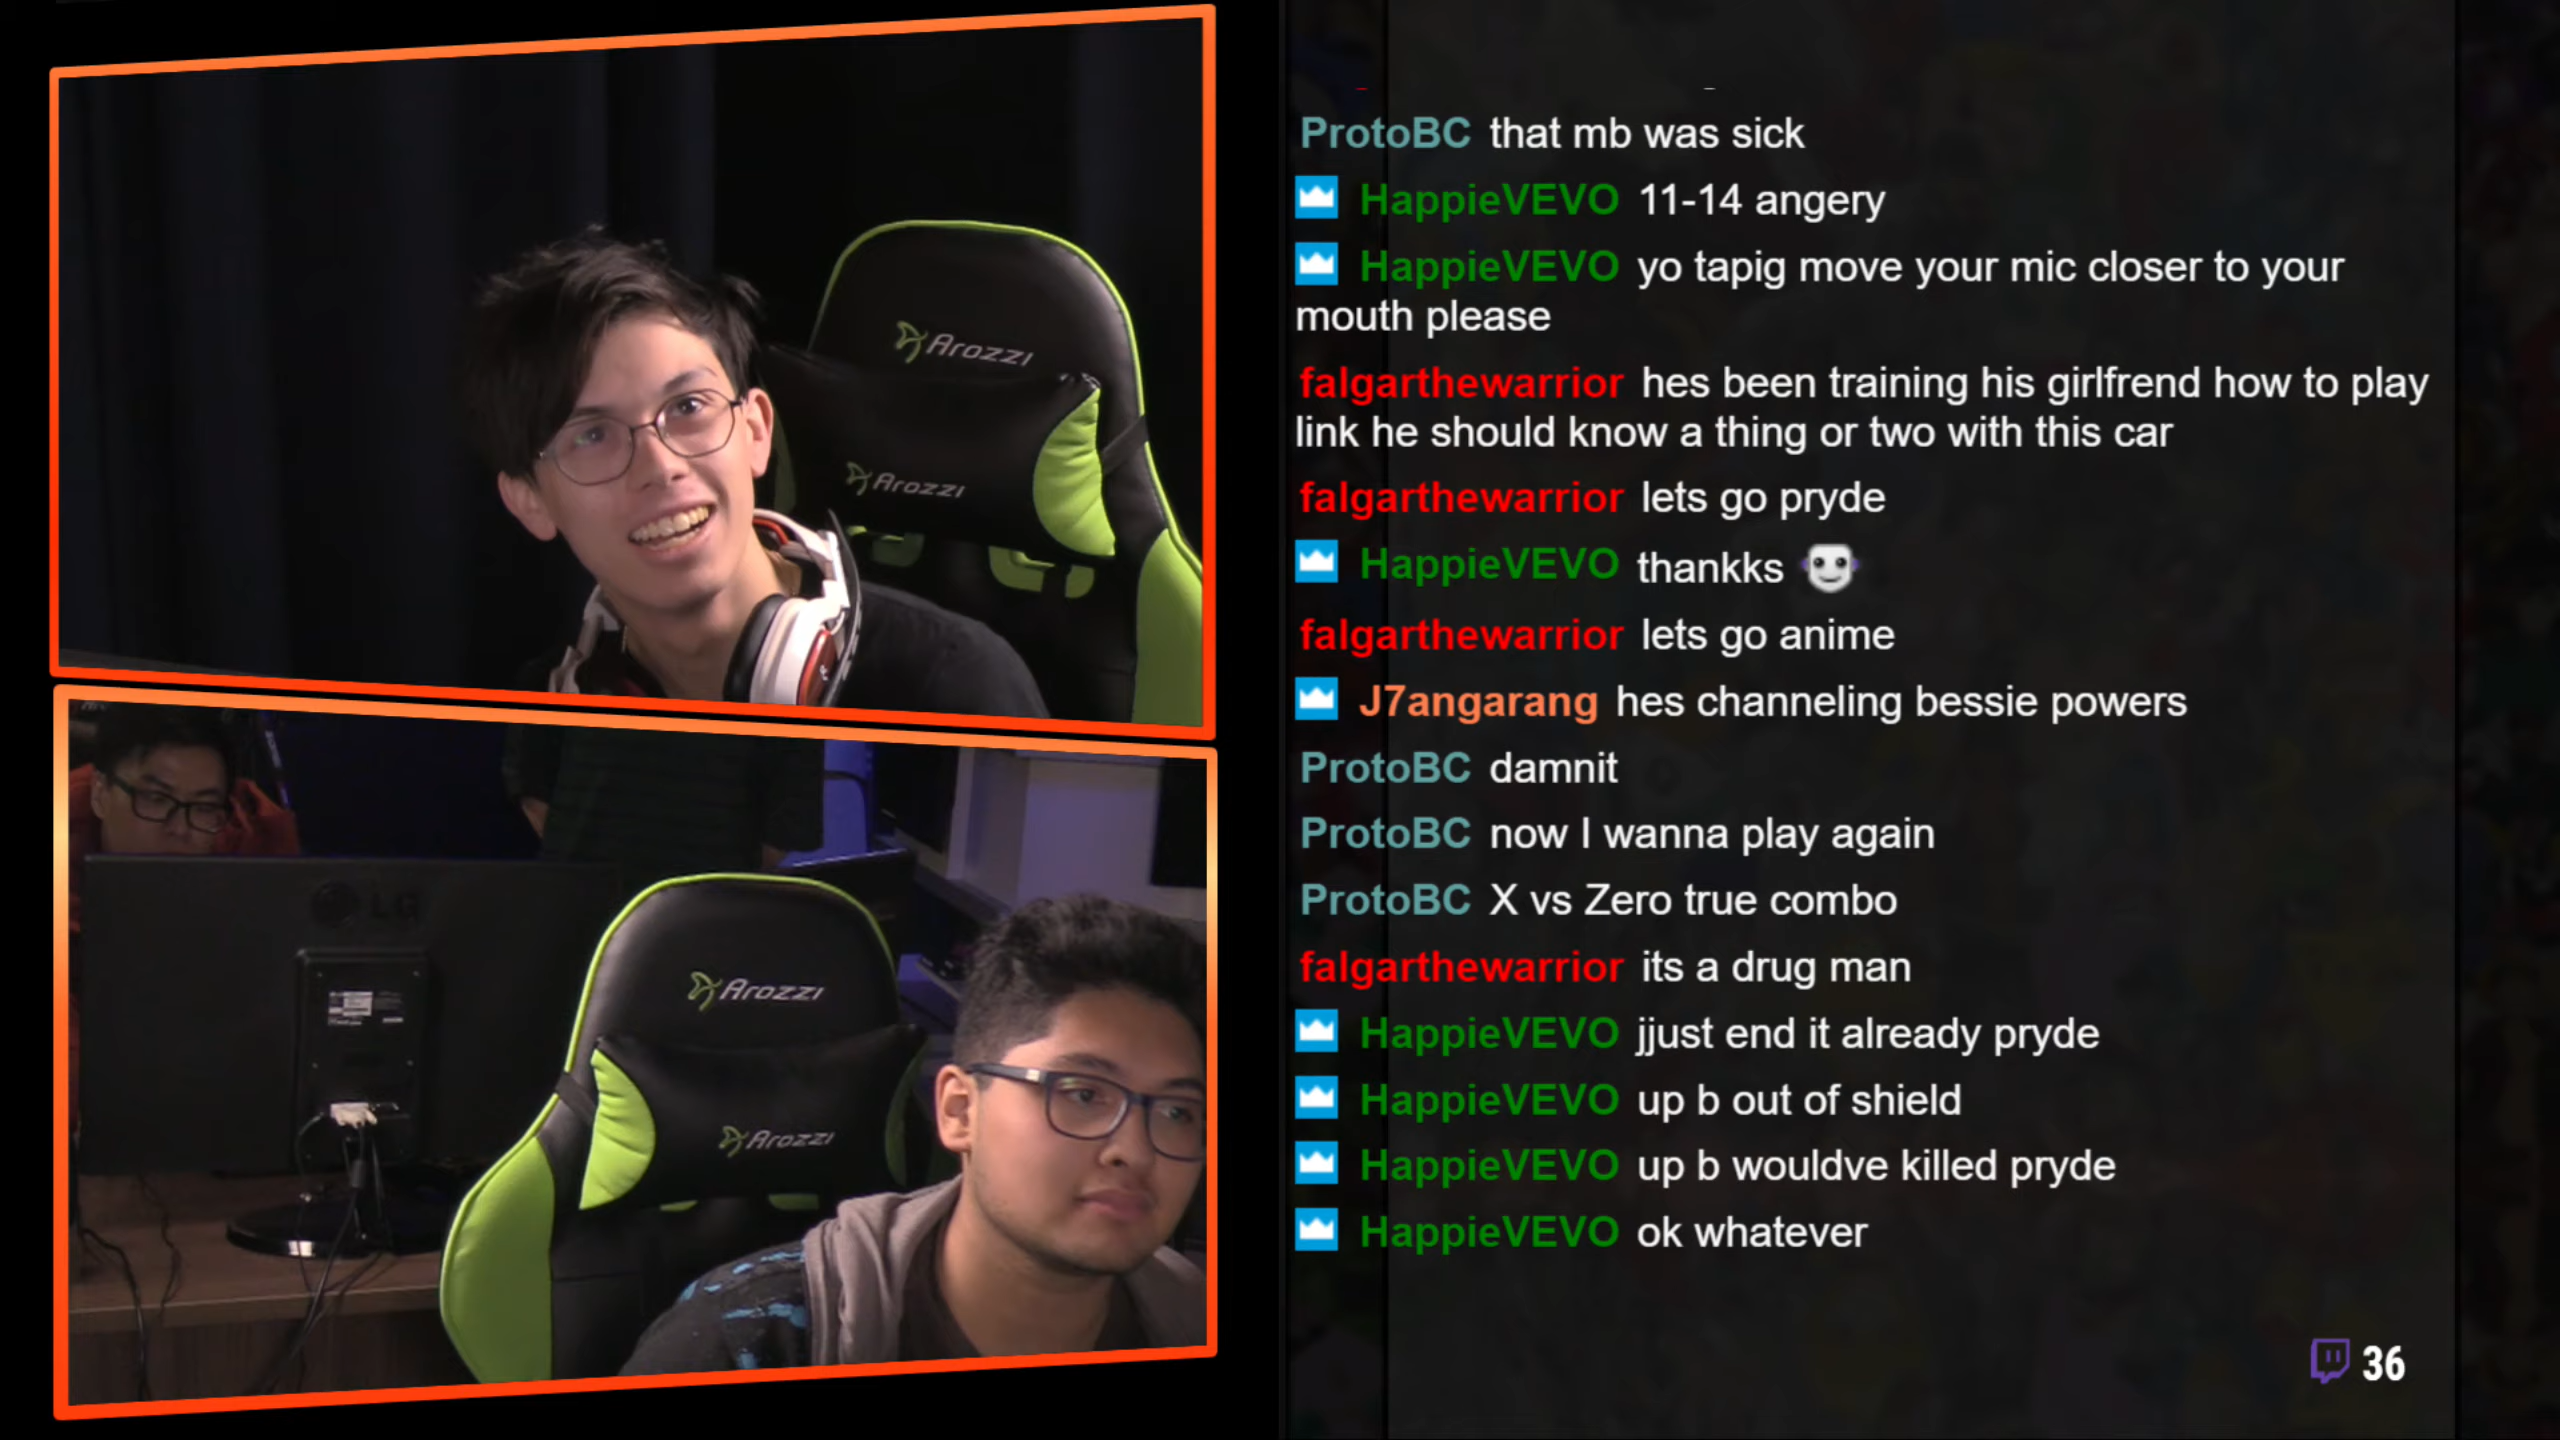 Arozzi
Arozzi
LG
Arozzi
Arozzi
ProtoBC that mb was sick
HappieVEVO 11-14 angery
HappieVEVO yo tapig move your mic closer to your
mouth please
falgarthewarrior hes been training his girlfrend how to play
link he should know a thing or two with this car
falgarthewarrior lets go pryde
HappieVEVO thankks
falgarthewarrior lets go anime
J7angarang hes channeling bessie powers
ProtoBC damnit
ProtoBC now I wanna play again
ProtoBC X vs Zero true combo
falgarthewarrior its a drug man
HappieVEVO jjust end it already pryde
HappieVEVO up b out of shield
HappieVEVO up b wouldve killed pryde
HappieVEVO ok whatever
36